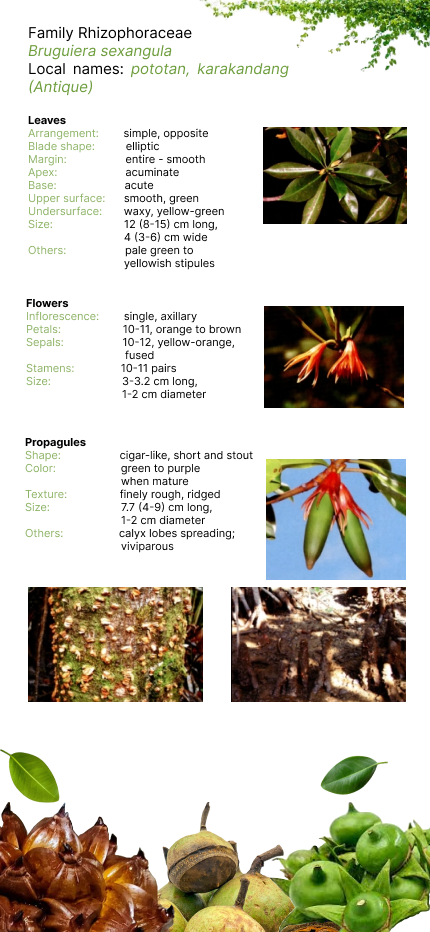 Family Rhizophoraceae
Bruguiera sexangula
Local names: pototan, karakandang
(Antique)
Leaves
Arrangement: simple, opposite
Blade shape: elliptic
Margin: entire - smooth
Apex: acuminate
Base: acute
Upper surface: smooth, green
Undersurface: waxy, yellow-green
Size: 12 (8-15) cm long,
4 (3-6) cm wide
Others: pale green to
yellowish stipules
Flowers
Inflorescence: single, axillary
Petals: 10-11, orange to brown
Sepals: 10-12, yellow-orange,
fused
Stamens: 10-11 pairs
Size: 3-3.2 cm long,
1-2 cm diameter
Propagules
Shape: cigar-like, short and stout
Color: green to purple
when mature
Texture: finely rough, ridged
Size: 7.7 (4-9) cm long,
1-2 cm diameter
Others: calyx lobes spreading;
viviparous